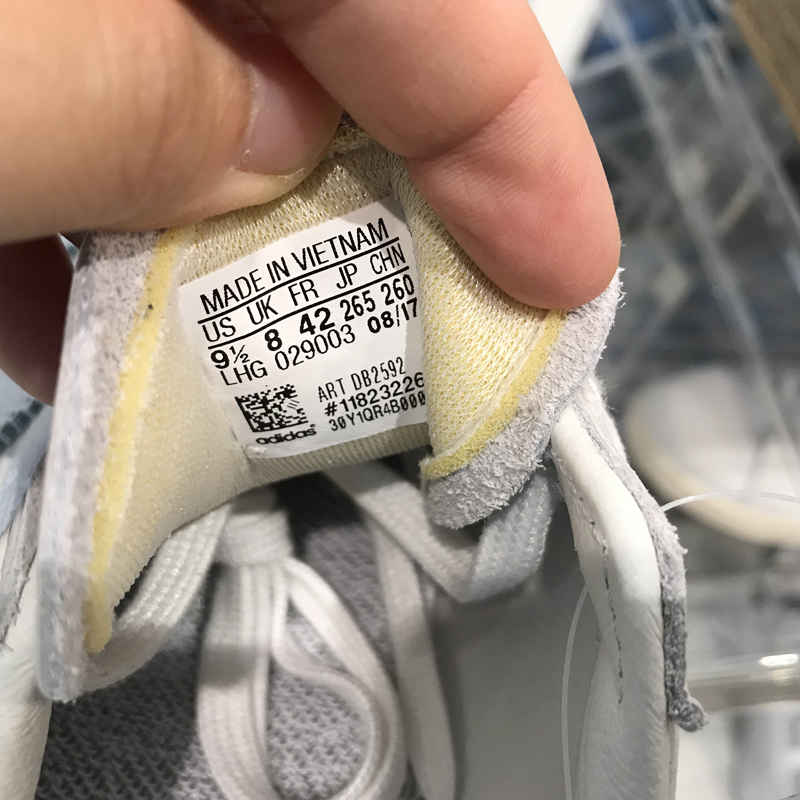 MADE IN VIETNAM
US UK FR JP CHN
9½ 8 42 265 260
LHG 029003 08/17
ART DB2592
#11823226
30Y1QR4B000
adidas